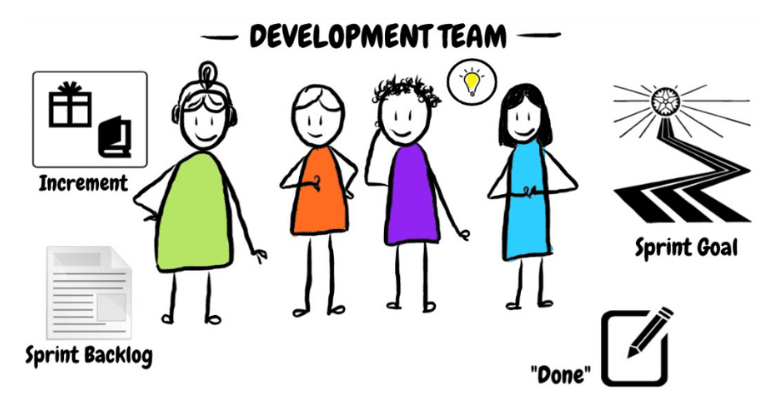 DEVELOPMENT TEAM
Increment
Sprint Goal
Sprint Backlog
"Done"